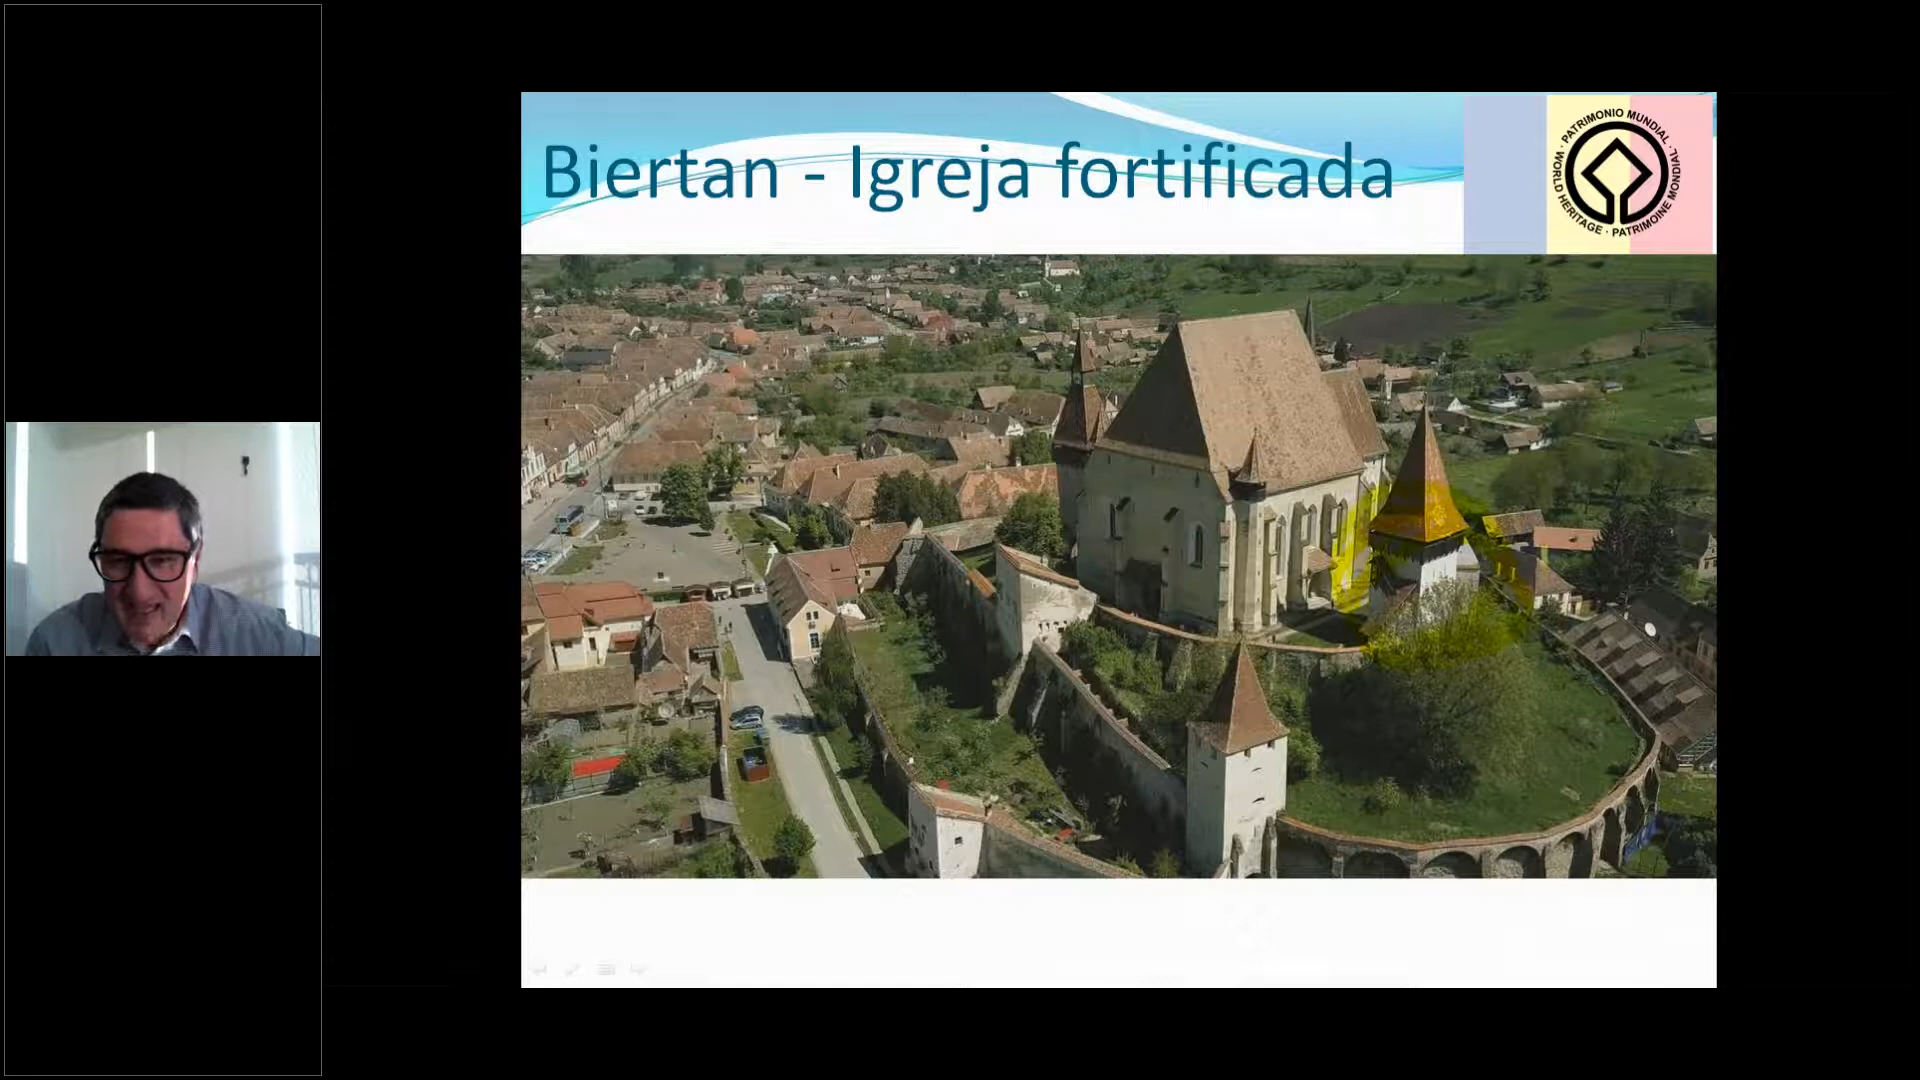 Biertan - Igreja fortificada
PATRIMONIO MUNDIAL · WORLD HERITAGE · PATRIMOINE MONDIAL ·